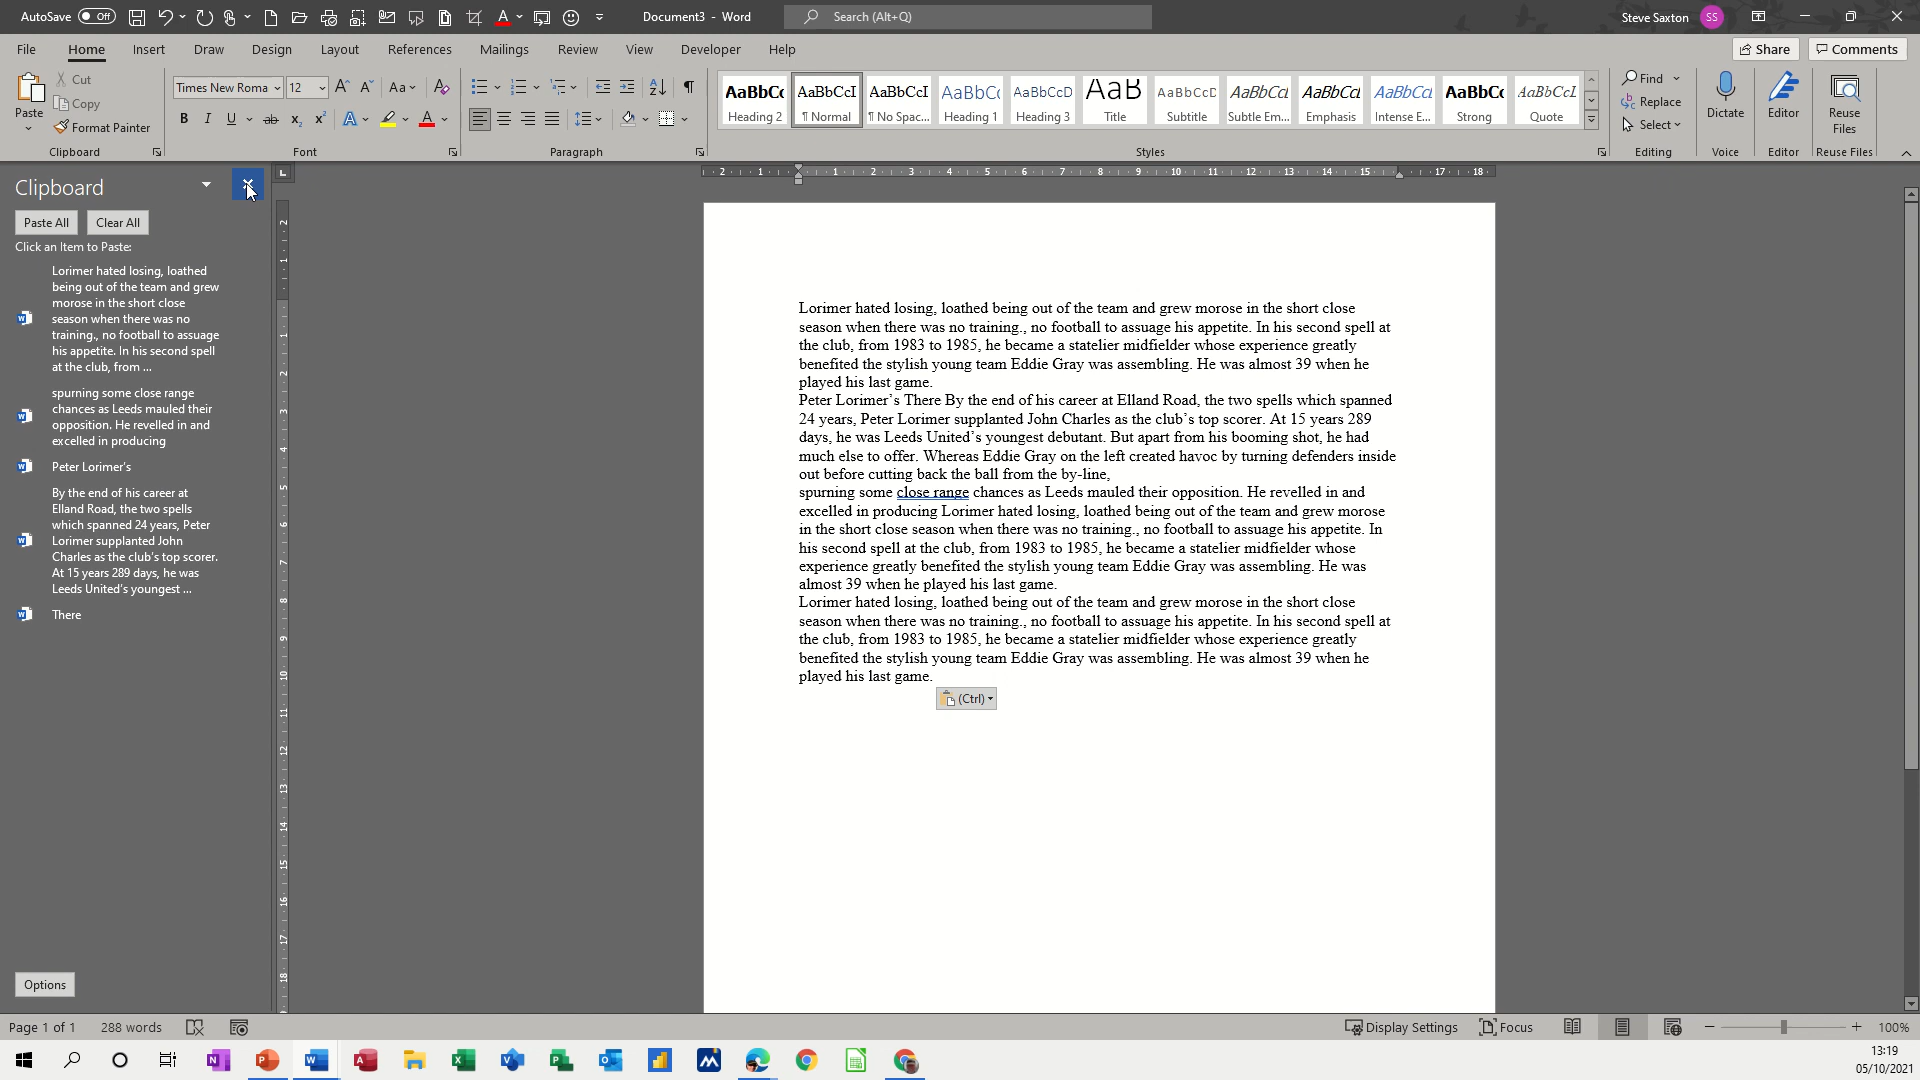 AutoSave Off Document3 - Word Search (Alt+Q) Steve Saxton SS
File Home Insert Draw Design Layout References Mailings Review View Developer Help Share Comments
Paste Cut Copy Format Painter
Times New Roma 12 Aa
AaBbCc AaBbCcI AaBbCcI AaBbC AaBbCcD AaB AaBbCcD AaBbCcL AaBbCcI AaBbCcL AaBbCc AaBbCcL
Heading 2 ¶ Normal ¶ No Spac... Heading 1 Heading 3 Title Subtitle Subtle Em... Emphasis Intense E... Strong Quote
Find Replace Select Dictate Editor Reuse Files
Clipboard Font Paragraph Styles Editing Voice Editor Reuse Files
Clipboard
Paste All Clear All
Click an Item to Paste:
Lorimer hated losing, loathed
being out of the team and grew
morose in the short close
season when there was no
training., no football to assuage
his appetite. In his second spell
at the club, from ...
spurning some close range
chances as Leeds mauled their
opposition. He revelled in and
excelled in producing
Peter Lorimer's
By the end of his career at
Elland Road, the two spells
which spanned 24 years, Peter
Lorimer supplanted John
Charles as the club's top scorer.
At 15 years 289 days, he was
Leeds United's youngest ...
There
Options
Lorimer hated losing, loathed being out of the team and grew morose in the short close
season when there was no training., no football to assuage his appetite. In his second spell at
the club, from 1983 to 1985, he became a statelier midfielder whose experience greatly
benefited the stylish young team Eddie Gray was assembling. He was almost 39 when he
played his last game.
Peter Lorimer’s There By the end of his career at Elland Road, the two spells which spanned
24 years, Peter Lorimer supplanted John Charles as the club’s top scorer. At 15 years 289
days, he was Leeds United’s youngest debutant. But apart from his booming shot, he had
much else to offer. Whereas Eddie Gray on the left created havoc by turning defenders inside
out before cutting back the ball from the by-line,
spurning some close range chances as Leeds mauled their opposition. He revelled in and
excelled in producing Lorimer hated losing, loathed being out of the team and grew morose
in the short close season when there was no training., no football to assuage his appetite. In
his second spell at the club, from 1983 to 1985, he became a statelier midfielder whose
experience greatly benefited the stylish young team Eddie Gray was assembling. He was
almost 39 when he played his last game.
Lorimer hated losing, loathed being out of the team and grew morose in the short close
season when there was no training., no football to assuage his appetite. In his second spell at
the club, from 1983 to 1985, he became a statelier midfielder whose experience greatly
benefited the stylish young team Eddie Gray was assembling. He was almost 39 when he
played his last game.
(Ctrl)
Page 1 of 1 288 words Display Settings Focus 100%
13:19
05/10/2021